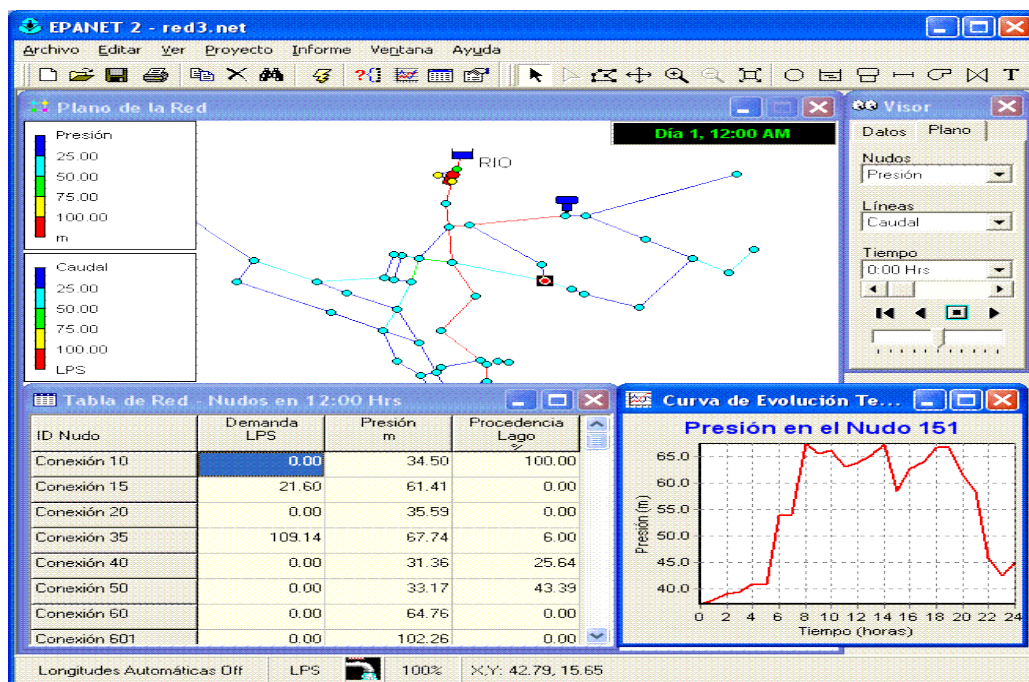 EPANET 2 - red3.net
Archivo Editar Ver Proyecto Informe Ventana Ayuda
Plano de la Red
Presión
25.00
50.00
75.00
100.00
m
Caudal
25.00
50.00
75.00
100.00
LPS
RIO
Día 1, 12:00 AM
Visor
Datos Plano
Nudos
Presión
Líneas
Caudal
Tiempo
0:00 Hrs
Tabla de Red - Nudos en 12:00 Hrs
ID Nudo Demanda LPS Presión m Procedencia Lago %
Conexión 10 0.00 34.50 100.00
Conexión 15 21.60 61.41 0.00
Conexión 20 0.00 35.59 0.00
Conexión 35 109.14 67.74 6.00
Conexión 40 0.00 31.36 25.64
Conexión 50 0.00 33.17 43.39
Conexión 60 0.00 64.76 0.00
Conexión 601 0.00 102.26 0.00
Curva de Evolución Te...
Presión en el Nudo 151
Presión (m)
65.0
60.0
55.0
50.0
45.0
40.0
0 2 4 6 8 10 12 14 16 18 20 22 24
Tiempo (horas)
Longitudes Automáticas Off LPS 100% X,Y: 42.79, 15.65